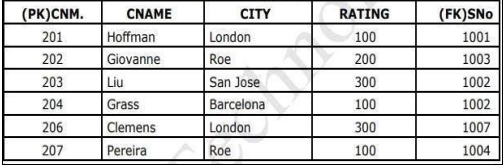 (PK)CNM. CNAME CITY RATING (FK)SNo
201 Hoffman London 100 1001
202 Giovanne Roe 200 1003
203 Liu San Jose 300 1002
204 Grass Barcelona 100 1002
206 Clemens London 300 1007
207 Pereira Roe 100 1004